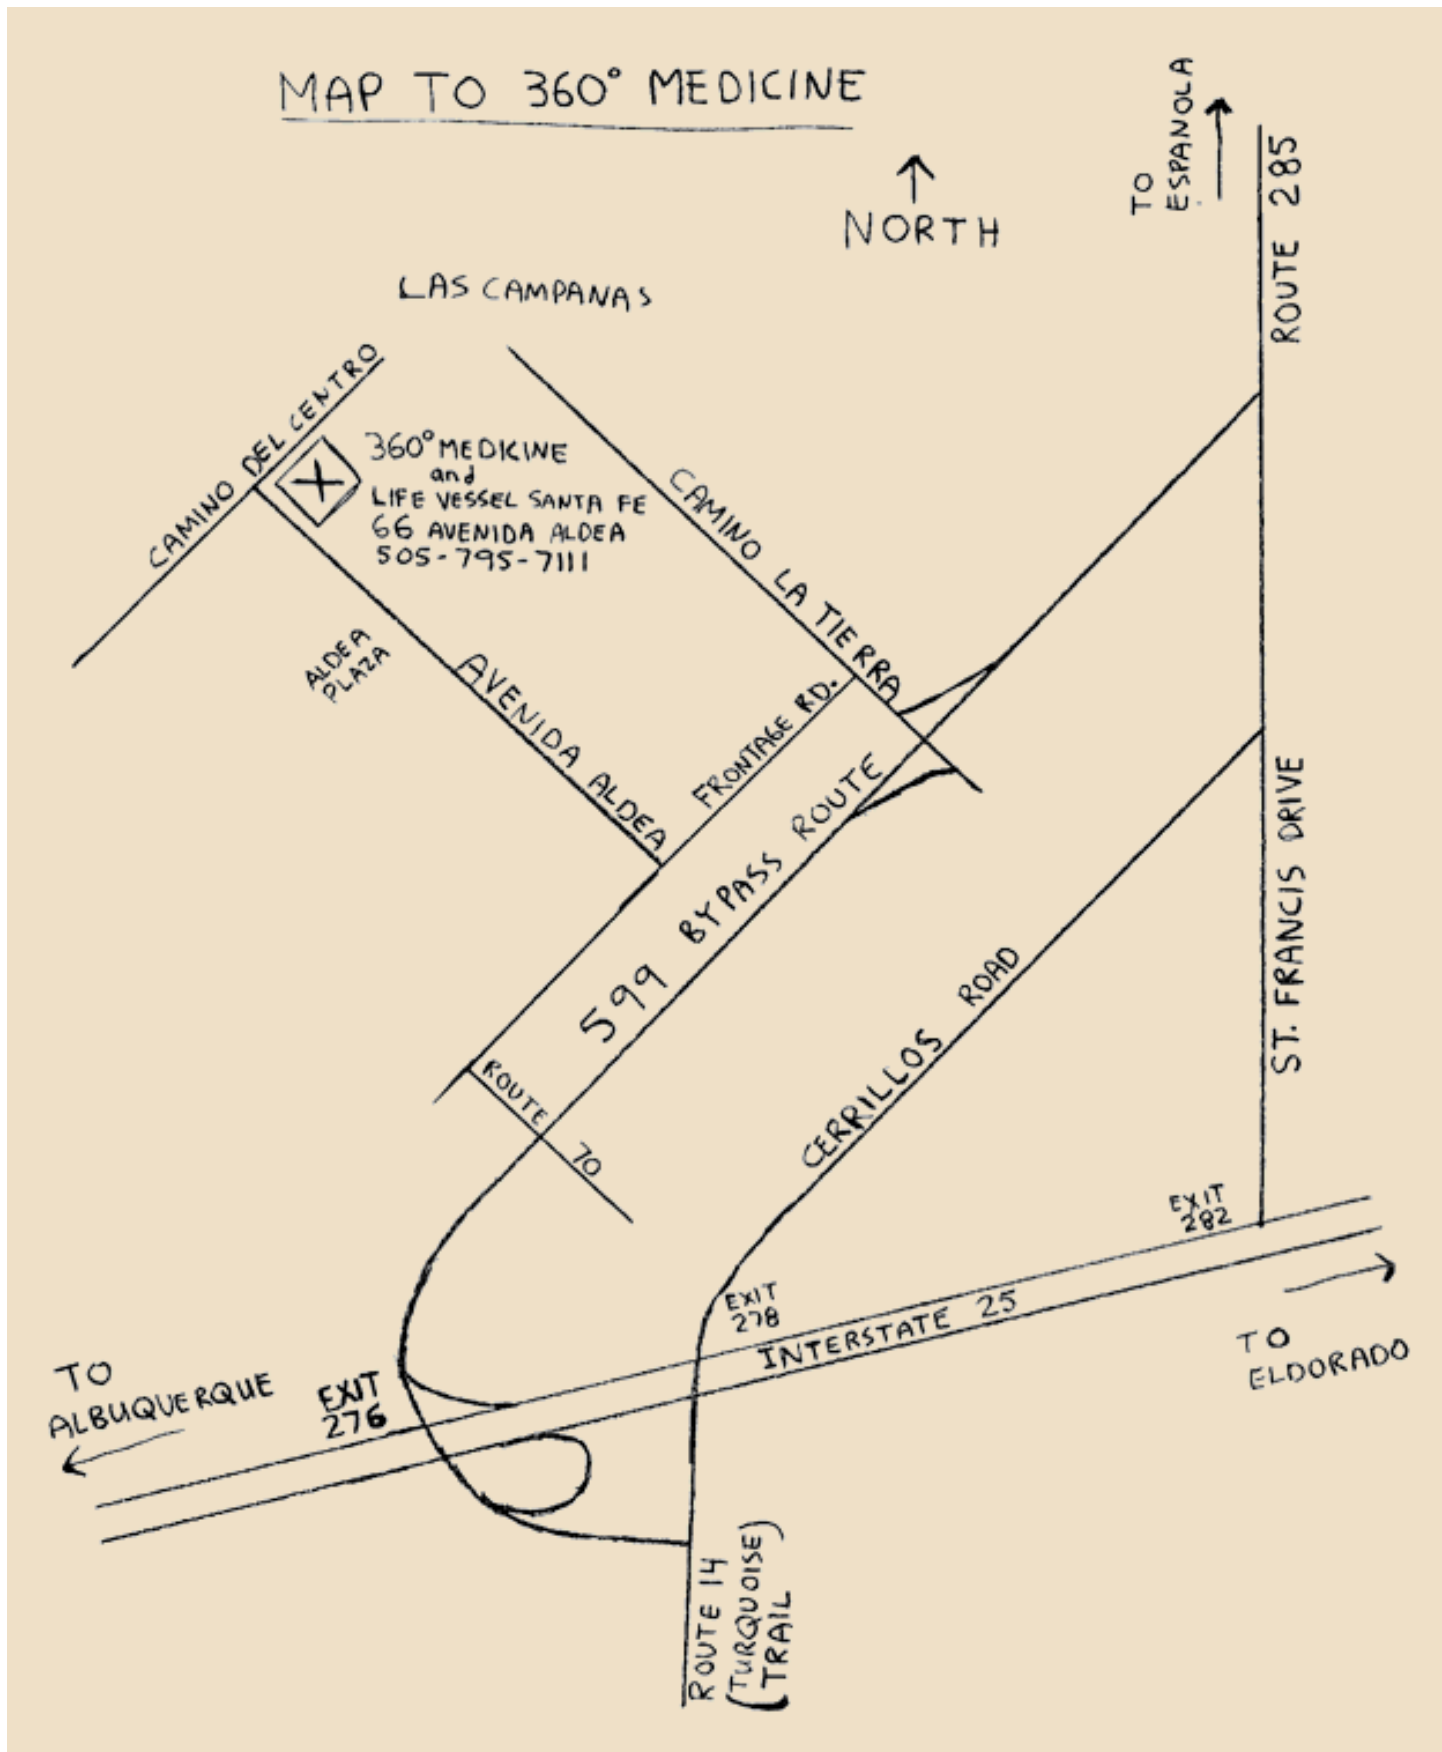 MAP TO 360° MEDICINE
TO
ESPANOLA
ROUTE 285
NORTH
LAS CAMPANAS
CAMINO DEL CENTRO
X
360° MEDICINE
and
LIFE VESSEL SANTA FE
66 AVENIDA ALDEA
505-795-7111
CAMINO LA TIERRA
ALDEA
PLAZA
AVENIDA ALDEA
FRONTAGE RD.
599 BYPASS ROUTE
ST. FRANCIS DRIVE
CERRILLOS ROAD
ROUTE 70
EXIT
282
EXIT
278
INTERSTATE 25
TO
ELDORADO
TO
ALBUQUERQUE
EXIT
276
ROUTE 14
(TURQUOISE)
(TRAIL